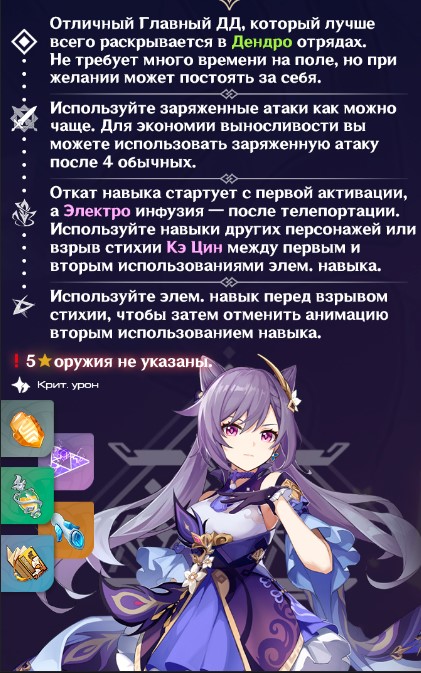 Отличный Главный ДД, который лучше
всего раскрывается в Дендро отрядах.
Не требует много времени на поле, но при
желании может постоять за себя.
Используйте заряженные атаки как можно
чаще. Для экономии выносливости вы
можете использовать заряженную атаку
после 4 обычных.
Откат навыка стартует с первой активации,
а Электро инфузия — после телепортации.
Используйте навыки других персонажей или
взрыв стихии Кэ Цин между первым и
вторым использованиями элем. навыка.
Используйте элем. навык перед взрывом
стихии, чтобы затем отменить анимацию
вторым использованием навыка.
! 5★оружия не указаны.
Крит. урон